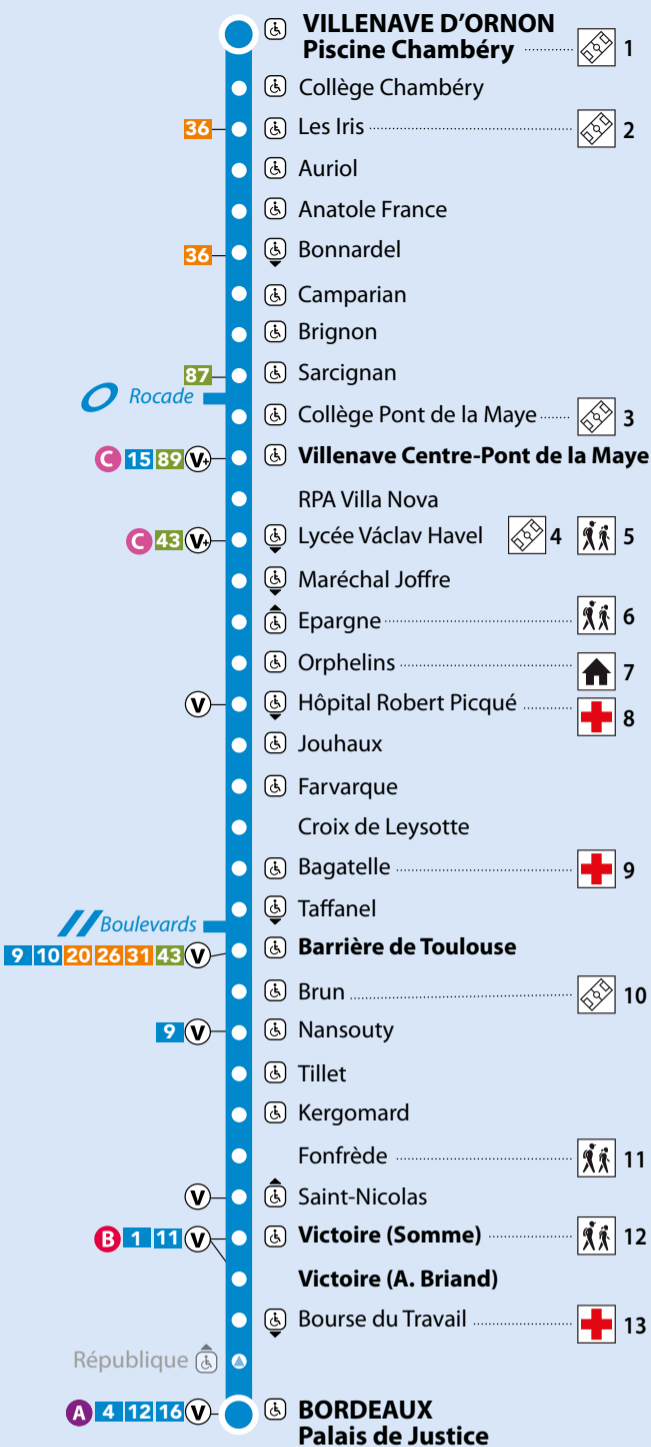 VILLENAVE D'ORNON
Piscine Chambéry 1
Collège Chambéry
36 Les Iris 2
Auriol
Anatole France
36 Bonnardel
Camparian
Brignon
87 Sarcignan
Rocade
Collège Pont de la Maye 3
C 15 89 V+ Villenave Centre-Pont de la Maye
RPA Villa Nova
C 43 V+ Lycée Václav Havel 4 5
Maréchal Joffre
Epargne 6
Orphelins 7
V Hôpital Robert Picqué 8
Jouhaux
Farvarque
Croix de Leysotte
Bagatelle 9
Taffanel
Boulevards
9 10 20 26 31 43 V Barrière de Toulouse
Brun 10
9 V Nansouty
Tillet
Kergomard
Fonfrède 11
V Saint-Nicolas
B 1 11 V Victoire (Somme) 12
Victoire (A. Briand)
Bourse du Travail 13
République
A 4 12 16 V BORDEAUX
Palais de Justice